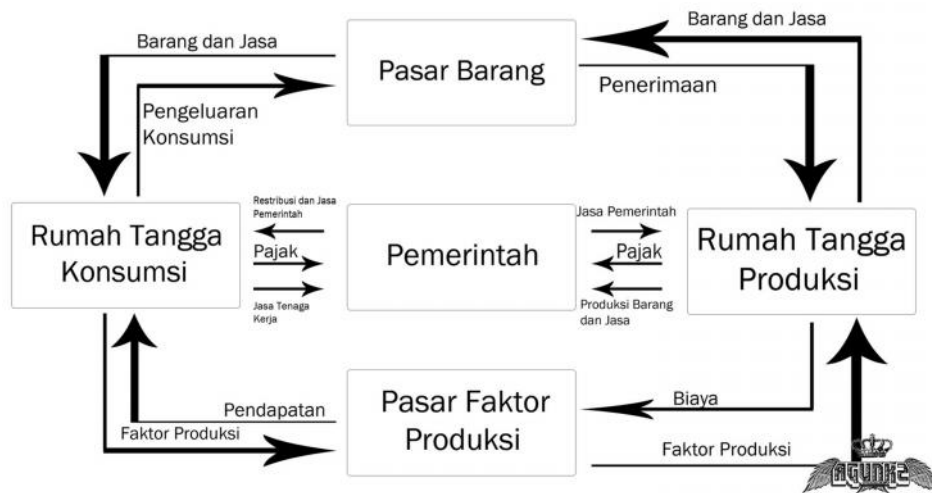 Barang dan Jasa
Barang dan Jasa
Pasar Barang
Penerimaan
Pengeluaran
Konsumsi
Rumah Tangga
Konsumsi
Restribusi dan Jasa
Pemerintah
Pajak
Jasa Tenaga
Kerja
Pemerintah
Jasa Pemerintah
Pajak
Produksi Barang
dan Jasa
Rumah Tangga
Produksi
Pendapatan
Faktor Produksi
Pasar Faktor
Produksi
Biaya
Faktor Produksi
AGUNKZ